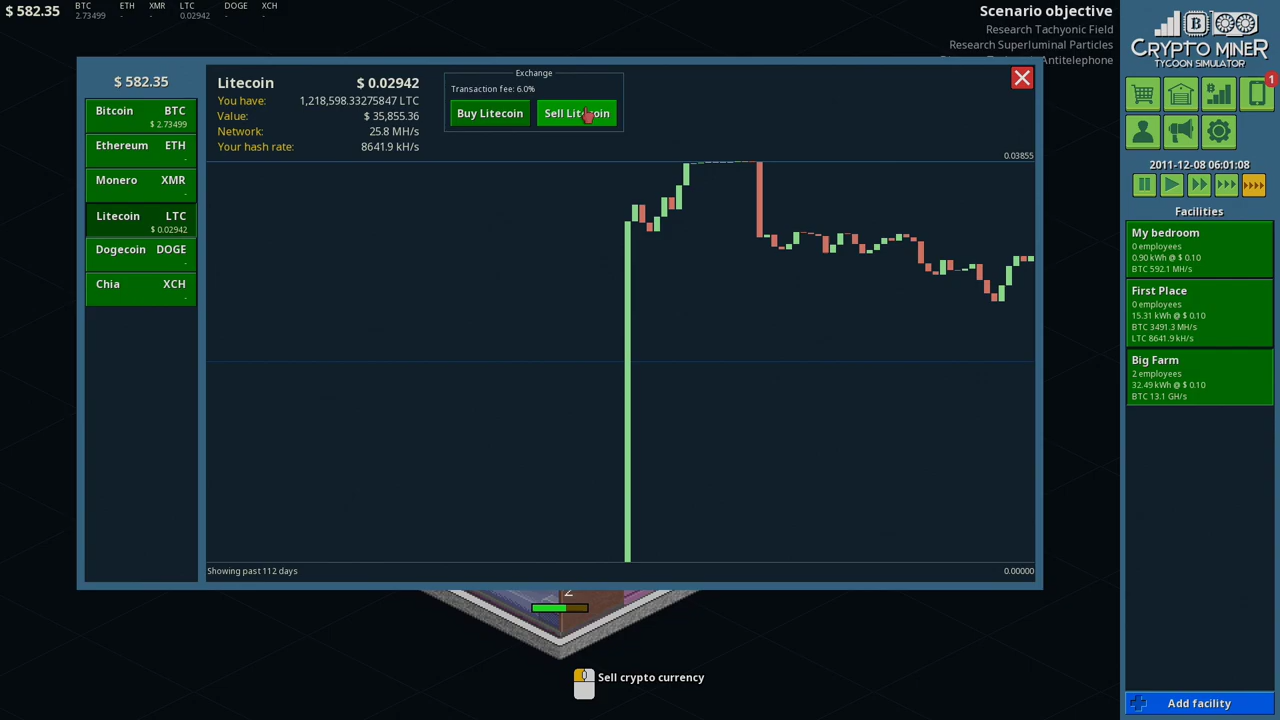 $ 582.35
BTC ETH XMR LTC DOGE XCH
2.73499 - - 0.02942 - -
Scenario objective
Research Tachyonic Field
Research Superluminal Particles
Antitelephone
$ 582.35
Bitcoin BTC
$ 2.73499
Ethereum ETH
-
Monero XMR
-
Litecoin LTC
$ 0.02942
Dogecoin DOGE
-
Chia XCH
-
Litecoin $ 0.02942
You have: 1,218,598.33275847 LTC
Value: $ 35,855.36
Network: 25.8 MH/s
Your hash rate: 8641.9 kH/s
Exchange
Transaction fee: 6.0%
Buy Litecoin
Sell Litecoin
0.03855
Showing past 112 days
0.00000
2
Sell crypto currency
CRYPTO MINER
TYCOON SIMULATOR
1
2011-12-08 06:01:08
Facilities
My bedroom
0 employees
0.90 kWh @ $ 0.10
BTC 592.1 MH/s
First Place
0 employees
15.31 kWh @ $ 0.10
BTC 3491.3 MH/s
LTC 8641.9 kH/s
Big Farm
2 employees
32.49 kWh @ $ 0.10
BTC 13.1 GH/s
Add facility